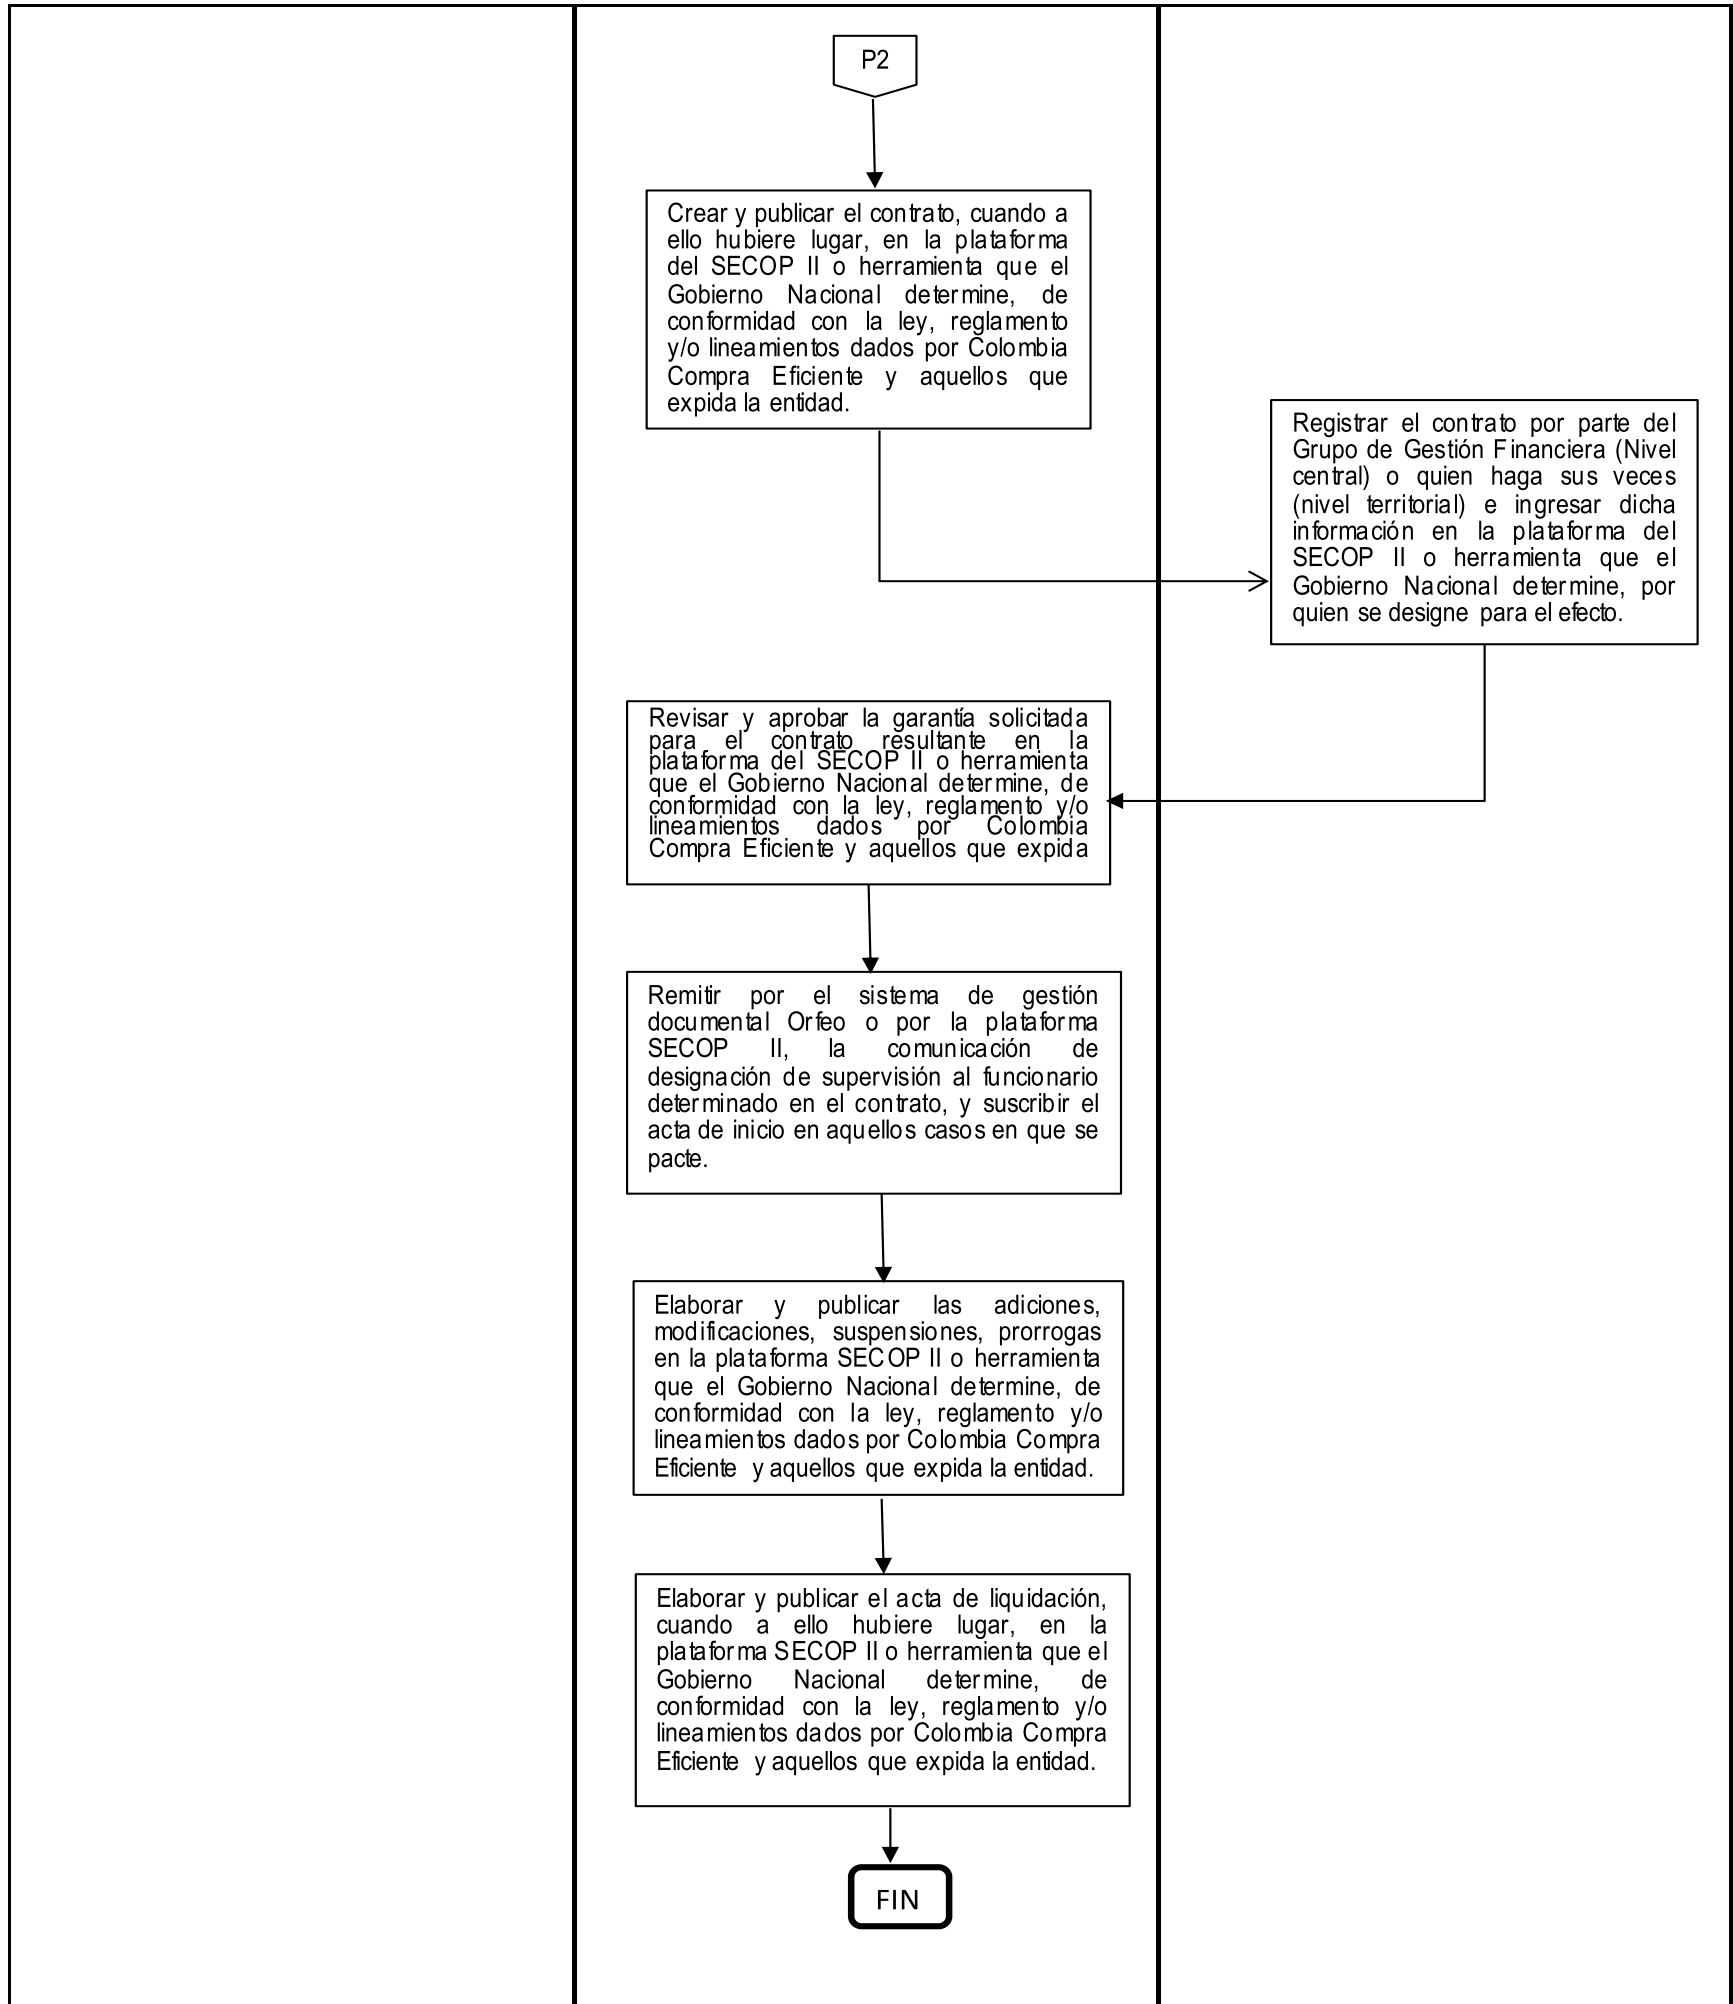 P2
Crear y publicar el contrato, cuando a
ello hubiere lugar, en la plataforma
del SECOP II o herramienta que el
Gobierno Nacional determine, de
conformidad con la ley, reglamento
y/o lineamientos dados por Colombia
Compra Eficiente y aquellos que
expida la entidad.
Registrar el contrato por parte del
Grupo de Gestión Financiera (Nivel
central) o quien haga sus veces
(nivel territorial) e ingresar dicha
información en la plataforma del
SECOP II o herramienta que el
Gobierno Nacional determine, por
quien se designe para el efecto.
Revisar y aprobar la garantía solicitada
para el contrato resultante en la
plataforma del SECOP II o herramienta
que el Gobierno Nacional determine, de
conformidad con la ley, reglamento y/o
lineamientos dados por Colombia
Compra Eficiente y aquellos que expida
Remitir por el sistema de gestión
documental Orfeo o por la plataforma
SECOP II, la comunicación de
designación de supervisión al funcionario
determinado en el contrato, y suscribir el
acta de inicio en aquellos casos en que se
pacte.
Elaborar y publicar las adiciones,
modificaciones, suspensiones, prorrogas
en la plataforma SECOP II o herramienta
que el Gobierno Nacional determine, de
conformidad con la ley, reglamento y/o
lineamientos dados por Colombia Compra
Eficiente y aquellos que expida la entidad.
Elaborar y publicar el acta de liquidación,
cuando a ello hubiere lugar, en la
plataforma SECOP II o herramienta que el
Gobierno Nacional determine, de
conformidad con la ley, reglamento y/o
lineamientos dados por Colombia Compra
Eficiente y aquellos que expida la entidad.
FIN